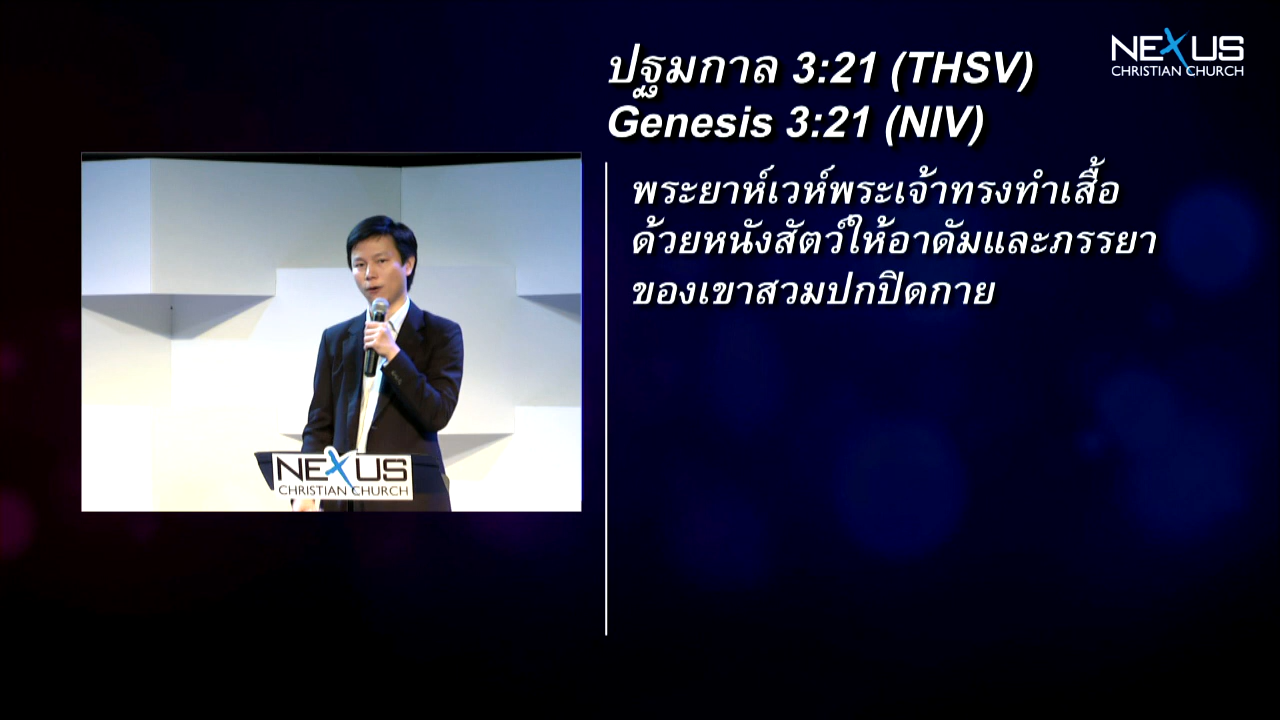 ปฐมกาล 3:21 (THSV)
Genesis 3:21 (NIV)
NEXUS
CHRISTIAN CHURCH
พระยาห์เวห์พระเจ้าทรงทำเสื้อ
ด้วยหนังสัตว์ให้อาดัมและภรรยา
ของเขาสวมปกปิดกาย
NEXUS
CHRISTIAN CHURCH